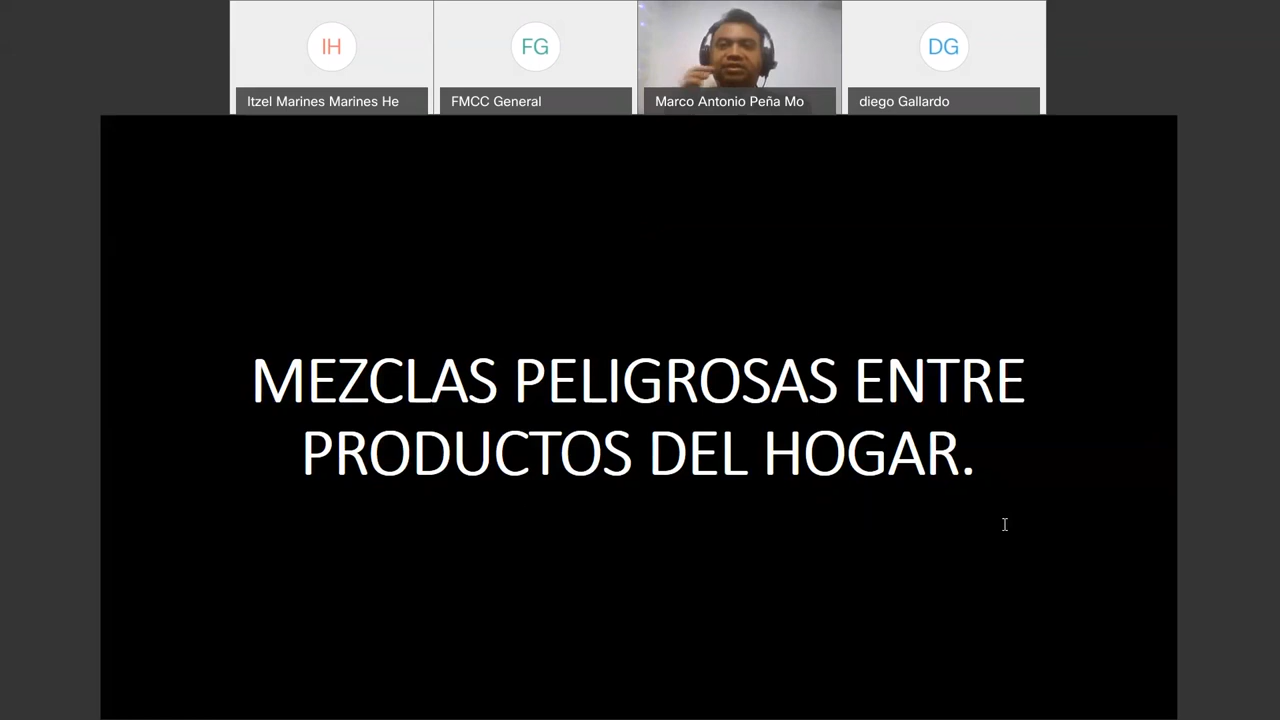 IH
FG
DG
Itzel Marines Marines He
FMCC General
Marco Antonio Peña Mo
diego Gallardo
MEZCLAS PELIGROSAS ENTRE
PRODUCTOS DEL HOGAR.